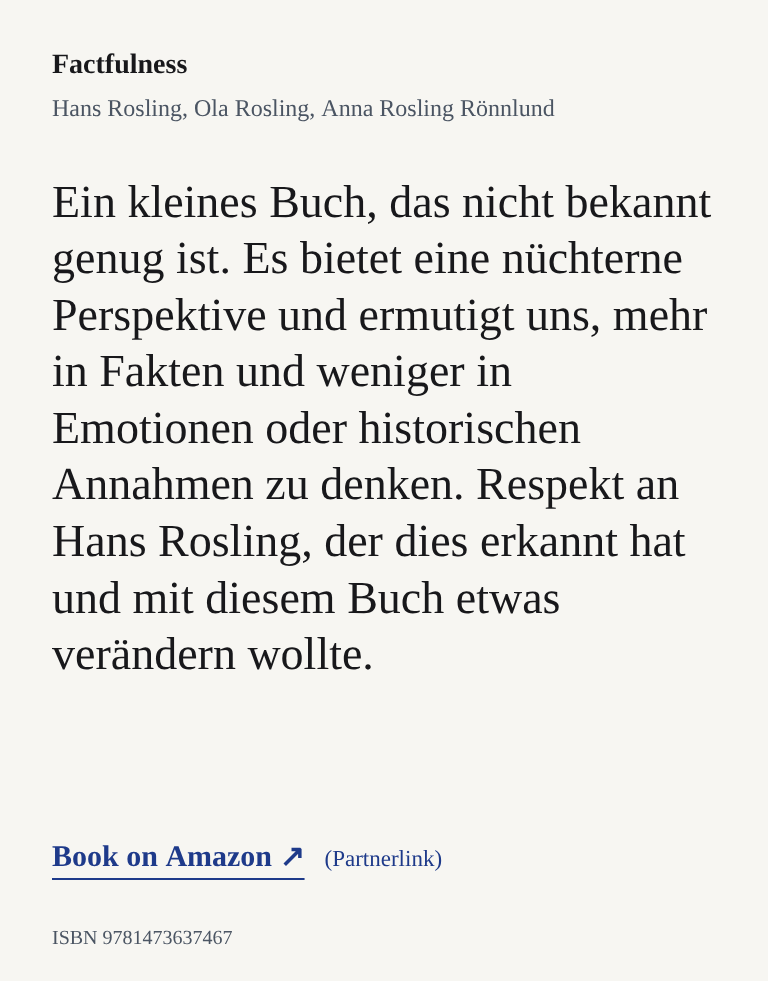 Factfulness
Hans Rosling, Ola Rosling, Anna Rosling Rönnlund
Ein kleines Buch, das nicht bekannt
genug ist. Es bietet eine nüchterne
Perspektive und ermutigt uns, mehr
in Fakten und weniger in
Emotionen oder historischen
Annahmen zu denken. Respekt an
Hans Rosling, der dies erkannt hat
und mit diesem Buch etwas
verändern wollte.
Book on Amazon ↗ (Partnerlink)
ISBN 9781473637467